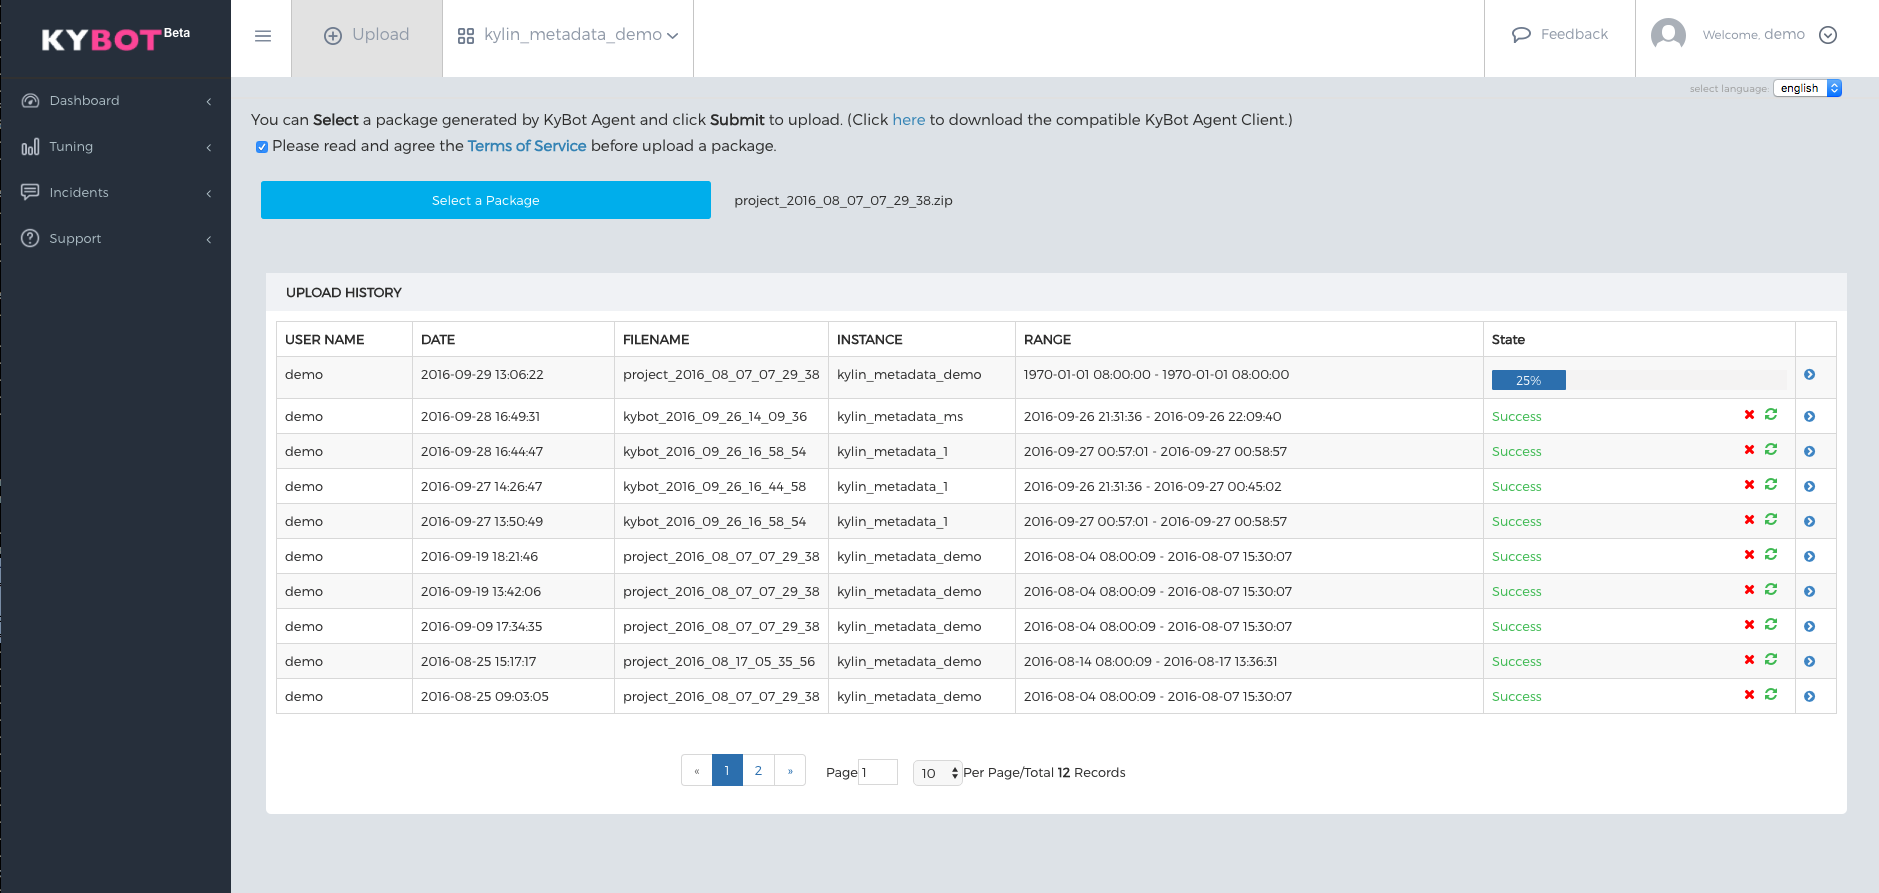 KYBOT Beta
Upload
kylin_metadata_demo
Feedback
Welcome, demo
Dashboard
Tuning
Incidents
Support
select language: english
You can Select a package generated by KyBot Agent and click Submit to upload. (Click here to download the compatible KyBot Agent Client.)
Please read and agree the Terms of Service before upload a package.
Select a Package project_2016_08_07_07_29_38.zip
UPLOAD HISTORY
USER NAME DATE FILENAME INSTANCE RANGE State
demo 2016-09-29 13:06:22 project_2016_08_07_07_29_38 kylin_metadata_demo 1970-01-01 08:00:00 - 1970-01-01 08:00:00 25%
demo 2016-09-28 16:49:31 kybot_2016_09_26_14_09_36 kylin_metadata_ms 2016-09-26 21:31:36 - 2016-09-26 22:09:40 Success
demo 2016-09-28 16:44:47 kybot_2016_09_26_16_58_54 kylin_metadata_1 2016-09-27 00:57:01 - 2016-09-27 00:58:57 Success
demo 2016-09-27 14:26:47 kybot_2016_09_26_16_44_58 kylin_metadata_1 2016-09-26 21:31:36 - 2016-09-27 00:45:02 Success
demo 2016-09-27 13:50:49 kybot_2016_09_26_16_58_54 kylin_metadata_1 2016-09-27 00:57:01 - 2016-09-27 00:58:57 Success
demo 2016-09-19 18:21:46 project_2016_08_07_07_29_38 kylin_metadata_demo 2016-08-04 08:00:09 - 2016-08-07 15:30:07 Success
demo 2016-09-19 13:42:06 project_2016_08_07_07_29_38 kylin_metadata_demo 2016-08-04 08:00:09 - 2016-08-07 15:30:07 Success
demo 2016-09-09 17:34:35 project_2016_08_07_07_29_38 kylin_metadata_demo 2016-08-04 08:00:09 - 2016-08-07 15:30:07 Success
demo 2016-08-25 15:17:17 project_2016_08_17_05_35_56 kylin_metadata_demo 2016-08-14 08:00:09 - 2016-08-17 13:36:31 Success
demo 2016-08-25 09:03:05 project_2016_08_07_07_29_38 kylin_metadata_demo 2016-08-04 08:00:09 - 2016-08-07 15:30:07 Success
« 1 2 » Page 1 10 Per Page/Total 12 Records